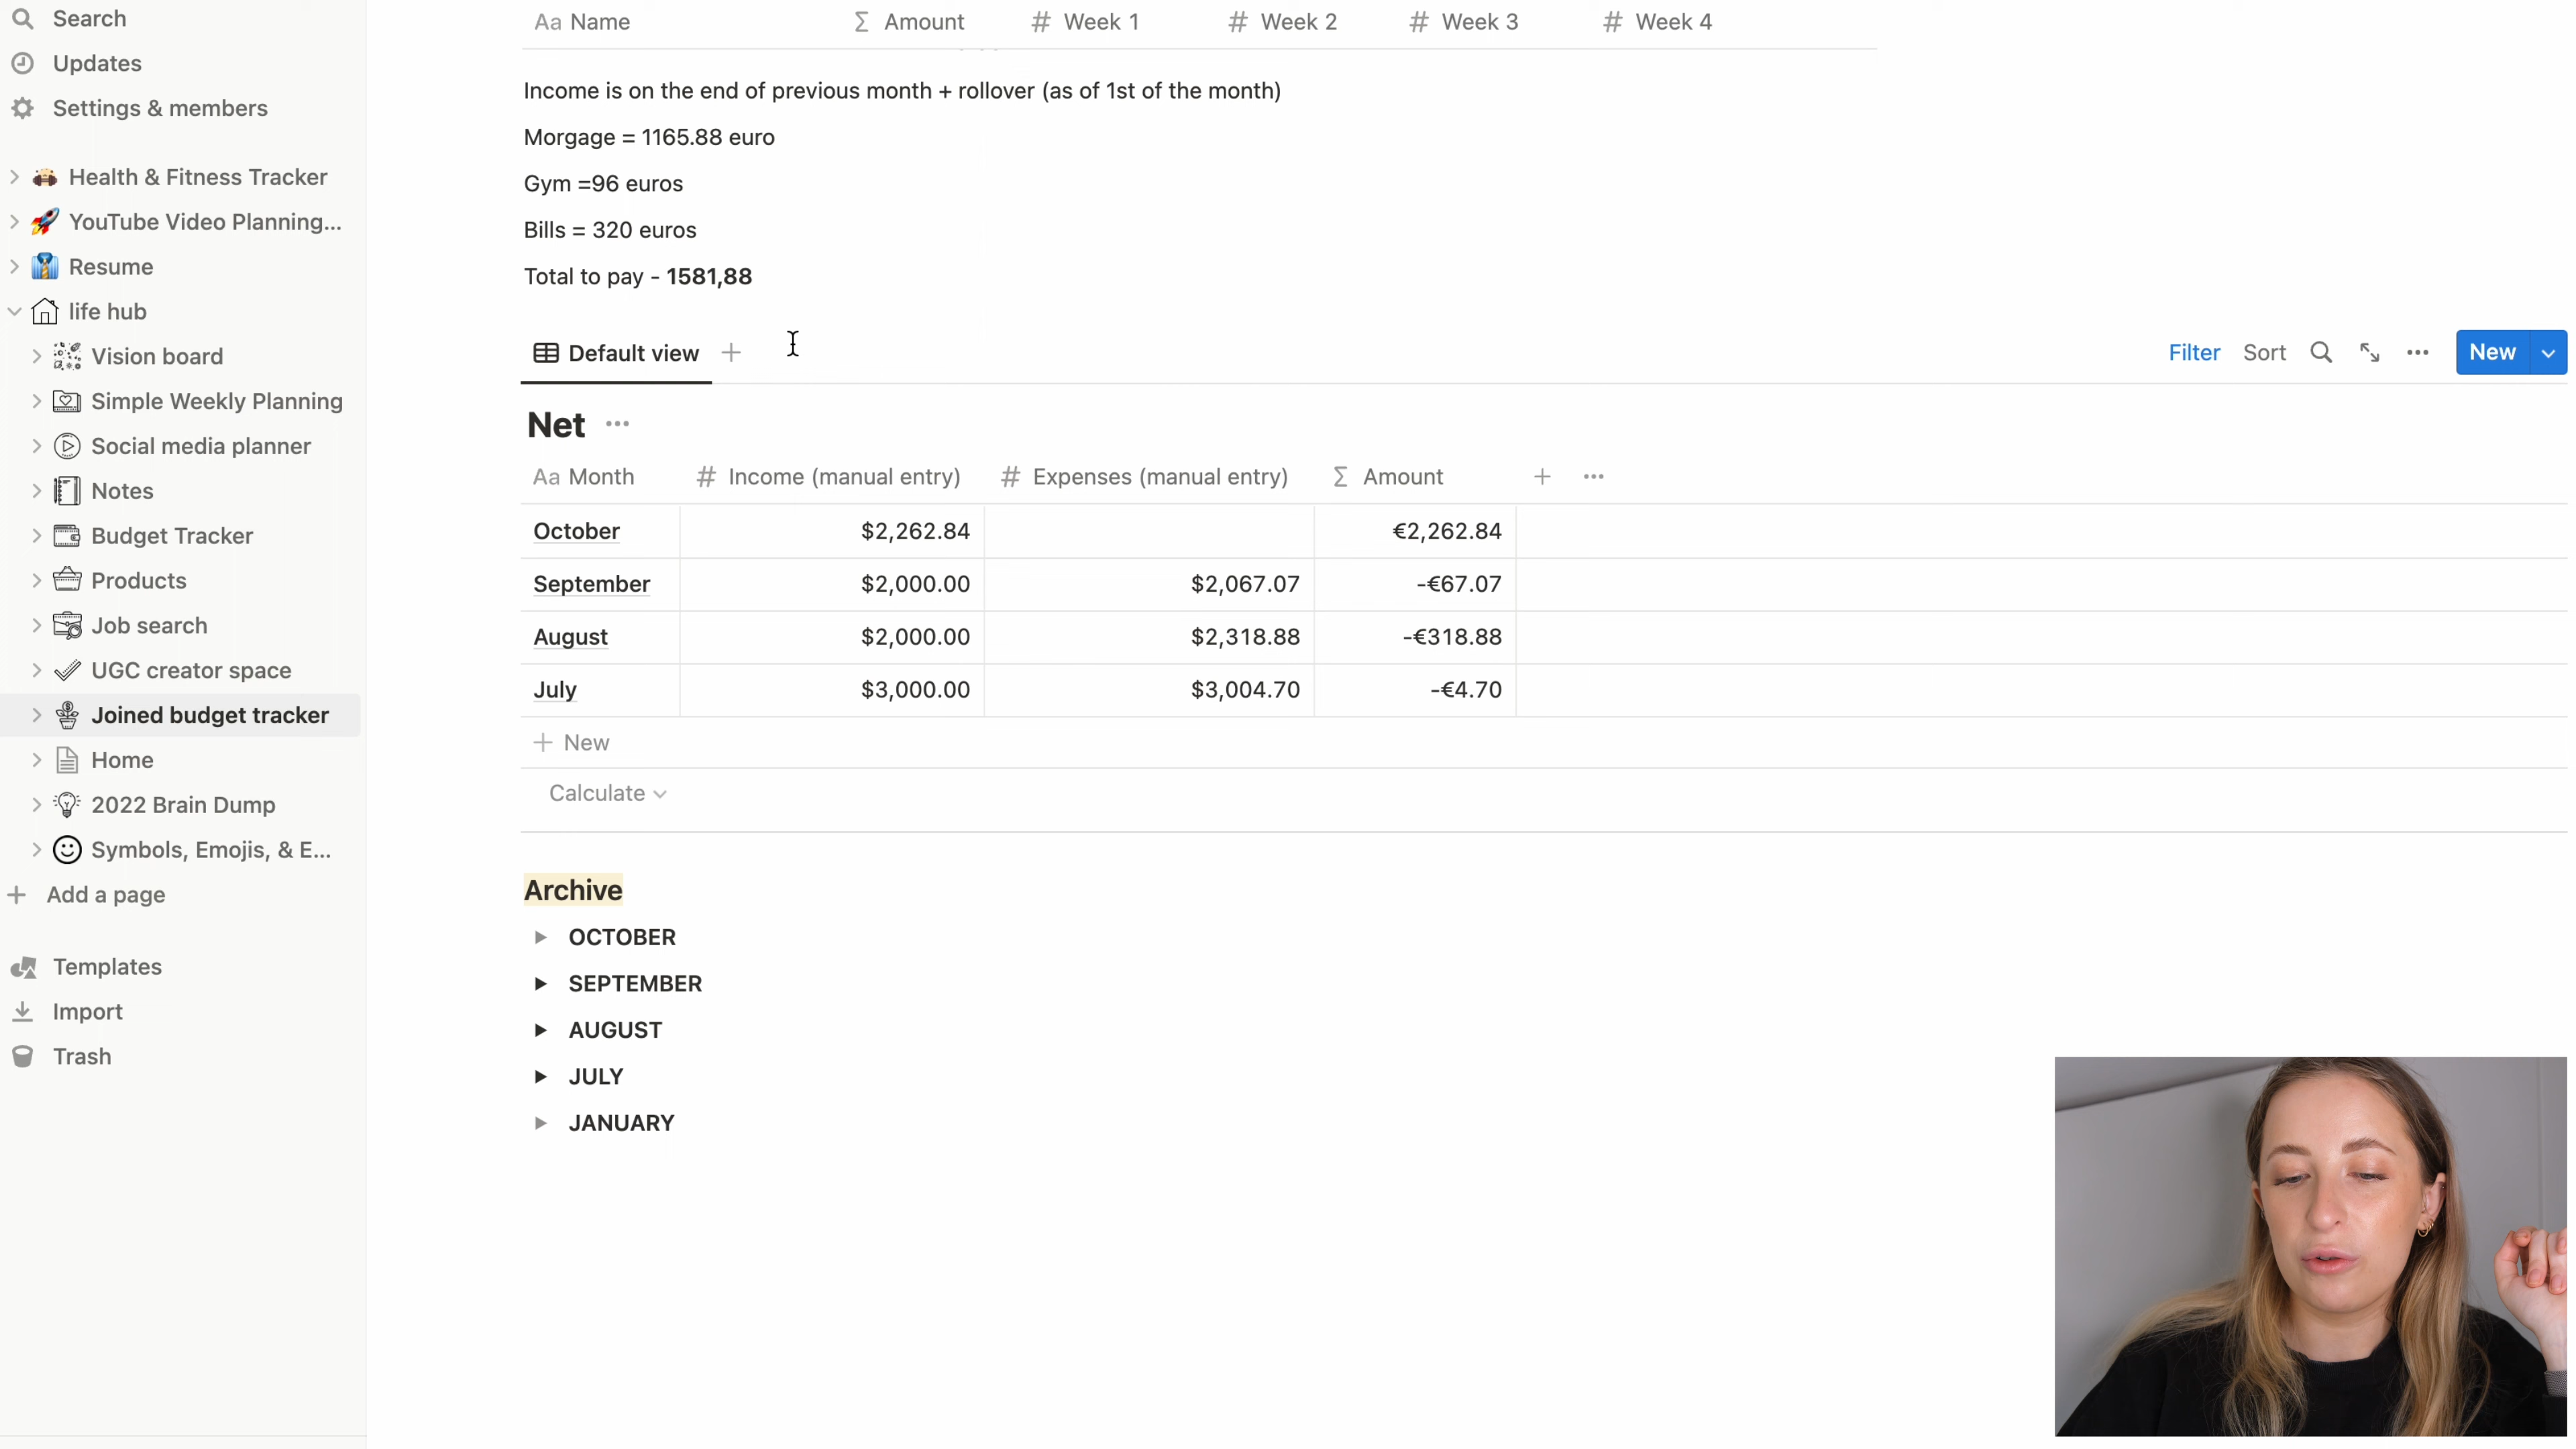 Search
Updates
Settings & members
Health & Fitness Tracker
YouTube Video Planning...
Resume
life hub
Vision board
Simple Weekly Planning
Social media planner
Notes
Budget Tracker
Products
Job search
UGC creator space
Joined budget tracker
Home
2022 Brain Dump
Symbols, Emojis, & E...
Add a page
Templates
Import
Trash
Aa Name Σ Amount # Week 1 # Week 2 # Week 3 # Week 4
Income is on the end of previous month + rollover (as of 1st of the month)
Morgage = 1165.88 euro
Gym =96 euros
Bills = 320 euros
Total to pay - 1581,88
Default view +
Filter Sort New
Net ...
Aa Month # Income (manual entry) # Expenses (manual entry) Σ Amount + ...
October $2,262.84 €2,262.84
September $2,000.00 $2,067.07 -€67.07
August $2,000.00 $2,318.88 -€318.88
July $3,000.00 $3,004.70 -€4.70
+ New
Calculate
Archive
OCTOBER
SEPTEMBER
AUGUST
JULY
JANUARY